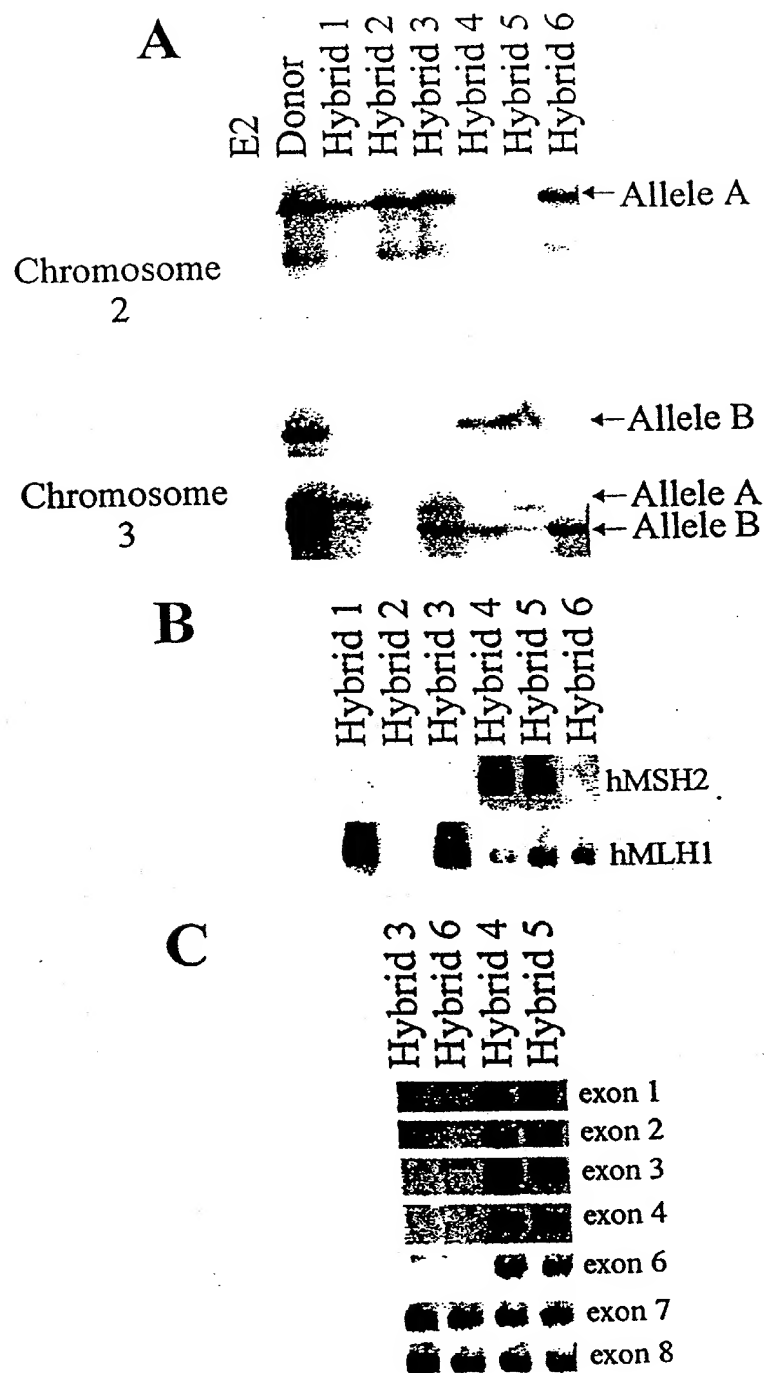 A
E2
Donor
Hybrid 1
Hybrid 2
Hybrid 3
Hybrid 4
Hybrid 5
Hybrid 6
←Allele A
Chromosome
2
←Allele B
Chromosome
3
←Allele A
←Allele B
B
Hybrid 1
Hybrid 2
Hybrid 3
Hybrid 4
Hybrid 5
Hybrid 6
hMSH2
hMLH1
C
Hybrid 3
Hybrid 6
Hybrid 4
Hybrid 5
exon 1
exon 2
exon 3
exon 4
exon 6
exon 7
exon 8